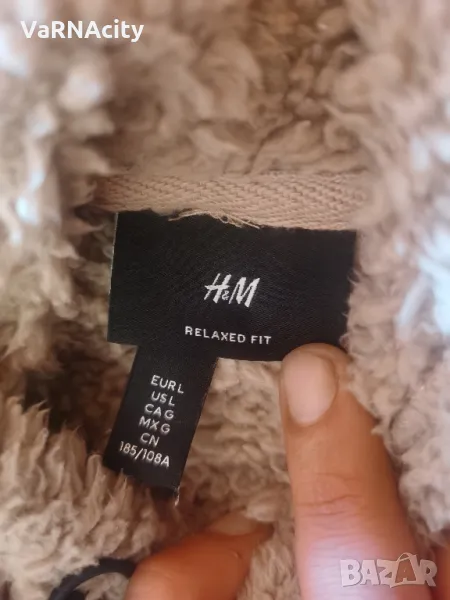 VaRNAcity
H&M
RELAXED FIT
EUR L
US L
CA G
MX G
CN
185/108A
BAZAR